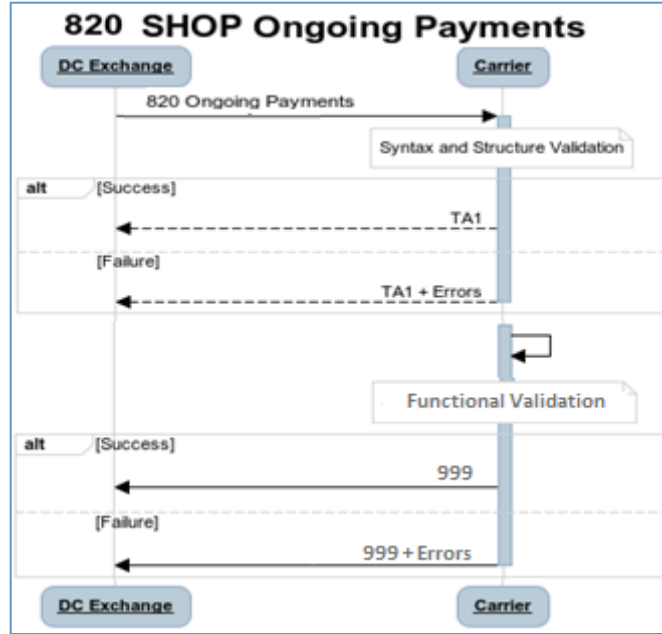 820 SHOP Ongoing Payments
DC Exchange
Carrier
820 Ongoing Payments
Syntax and Structure Validation
alt
[Success]
TA1
[Failure]
TA1 + Errors
Functional Validation
alt
[Success]
999
[Failure]
999 + Errors
DC Exchange
Carrier